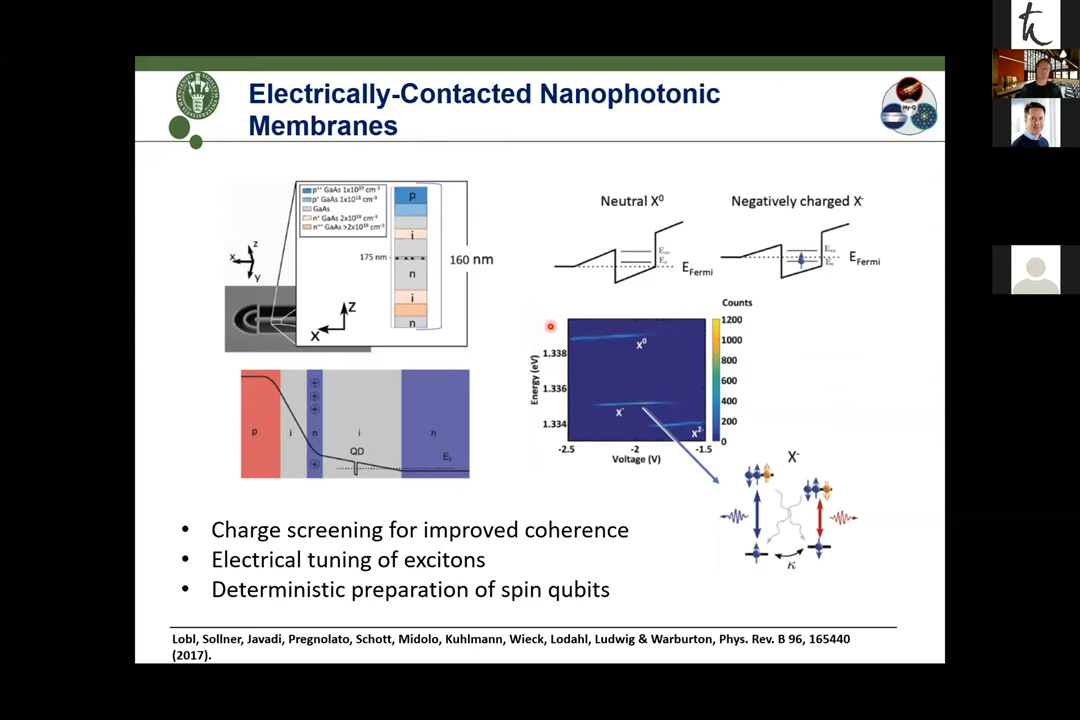 Electrically-Contacted Nanophotonic
Membranes
Hy-Q
p⁺⁺ GaAs 1x10¹⁹ cm⁻³
p⁺ GaAs 1x10¹⁸ cm⁻³
GaAs
n⁺ GaAs 2x10¹⁸ cm⁻³
n⁺⁺ GaAs >2x10¹⁸ cm⁻³
p
i
175 nm
n
160 nm
i
n
z
x
y
Z
X
p
i
n
i
n
QD
Neutral X⁰
Negatively charged X⁻
E Fermi
E Fermi
Counts
1200
1000
800
600
400
200
0
Energy (eV)
1.338
1.336
1.334
X⁰
X⁻
X²⁻
-2.5
-2
-1.5
Voltage (V)
X⁻
κ
• Charge screening for improved coherence
• Electrical tuning of excitons
• Deterministic preparation of spin qubits
Lobl, Sollner, Javadi, Pregnolato, Schott, Midolo, Kuhlmann, Wieck, Lodahl, Ludwig & Warburton, Phys. Rev. B 96, 165440
(2017).